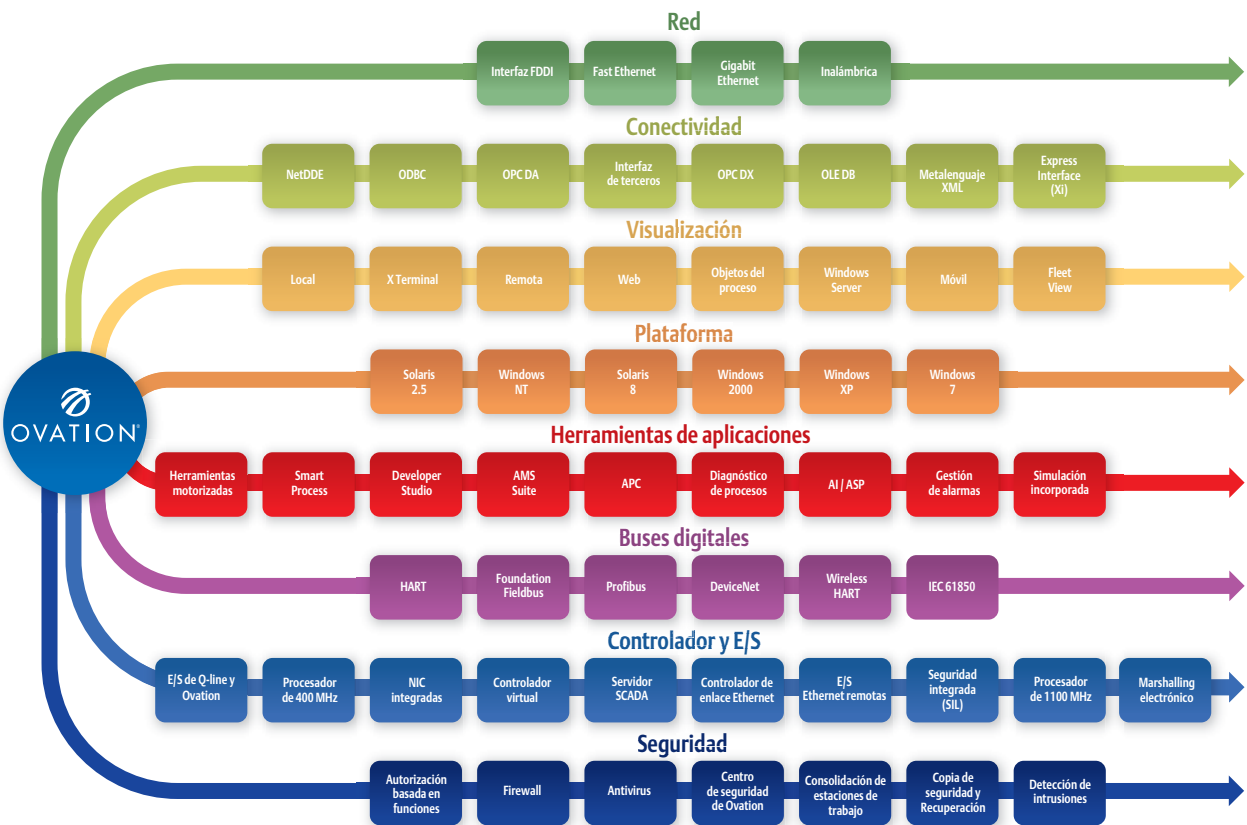 Red
Interfaz FDDI
Fast Ethernet
Gigabit
Ethernet
Inalámbrica
Conectividad
NetDDE
ODBC
OPC DA
Interfaz
de terceros
OPC DX
OLE DB
Metalenguaje
XML
Express
Interface
(Xi)
Visualización
Local
X Terminal
Remota
Web
Objetos del
proceso
Windows
Server
Móvil
Fleet
View
Plataforma
Solaris
2.5
Windows
NT
Solaris
8
Windows
2000
Windows
XP
Windows
7
OVATION®
Herramientas de aplicaciones
Herramientas
motorizadas
Smart
Process
Developer
Studio
AMS
Suite
APC
Diagnóstico
de procesos
AI / ASP
Gestión
de alarmas
Simulación
incorporada
Buses digitales
HART
Foundation
Fieldbus
Profibus
DeviceNet
Wireless
HART
IEC 61850
Controlador y E/S
E/S de Q-line y
Ovation
Procesador
de 400 MHz
NIC
integradas
Controlador
virtual
Servidor
SCADA
Controlador de
enlace Ethernet
E/S
Ethernet remotas
Seguridad
integrada
(SIL)
Procesador
de 1100 MHz
Marshalling
electrónico
Seguridad
Autorización
basada en
funciones
Firewall
Antivirus
Centro
de seguridad
de Ovation
Consolidación de
estaciones de
trabajo
Copia de
seguridad y
Recuperación
Detección de
intrusiones